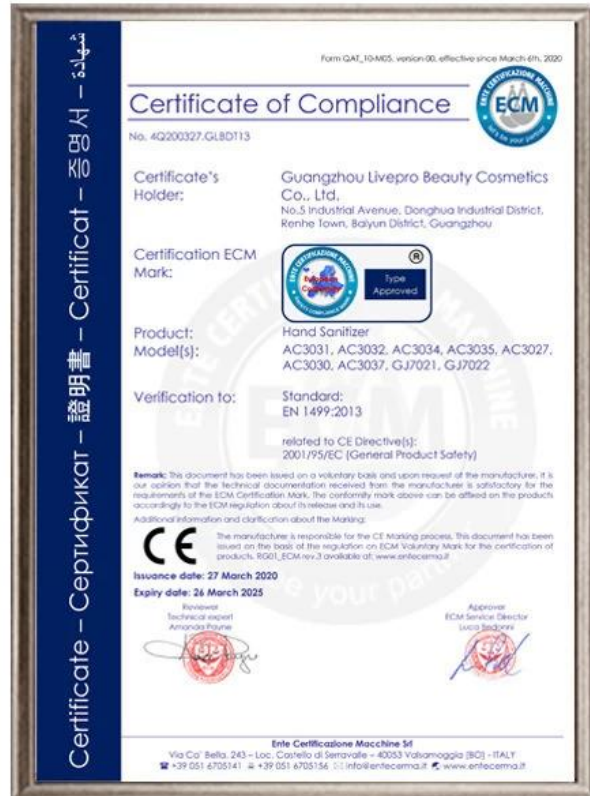 Form QAT_10-M05, version 00, effective since March 6th, 2020
Certificate of Compliance
ENTE CERTIFICAZIONE MACCHINE
ECM
let's be your partner
No. 4Q200327.GLBDT13
Certificate's
Holder:
Guangzhou Livepro Beauty Cosmetics
Co., Ltd.
No.5 Industrial Avenue, Donghua Industrial District,
Renhe Town, Baiyun District, Guangzhou
Certification ECM
Mark:
ENTE CERTIFICAZIONE MACCHINE
European
®
Type
Approved
Product:
Hand Sanitizer
Model(s):
AC3031, AC3032, AC3034, AC3035, AC3027,
AC3030, AC3037, GJ7021, GJ7022
Verification to:
Standard:
EN 1499:2013
related to CE Directive(s):
2001/95/EC (General Product Safety)
Remark: This document has been issued on a voluntary basis and upon request of the manufacturer. It is
our opinion that the technical documentation received from the manufacturer is satisfactory for the
requirements of the ECM Certification Mark. The conformity mark above can be affixed on the products
accordingly to the ECM regulation about its release and its use.
Additional information and clarification about the Marking:
CE
The manufacturer is responsible for the CE Marking process. This document has been
issued on the basis of the regulation on ECM Voluntary Mark for the certification of
products. RG01_ECM rev.3 available at: www.entecerma.it
Issuance date: 27 March 2020
Expiry date: 26 March 2025
Reviewer
Technical expert
Amanda Payne
Approver
ECM Service Director
Luca Bedonni
Ente Certificazione Macchine Srl
Via Ca' Bella, 243 – Loc. Castello di Serravalle – 40053 Valsamoggia (BO) - ITALY
+39 051 6705141 +39 051 6705156 info@entecerma.it www.entecerma.it
Certificate – Сертификат – 證明書 – Certificat – 증명서 – شهادة